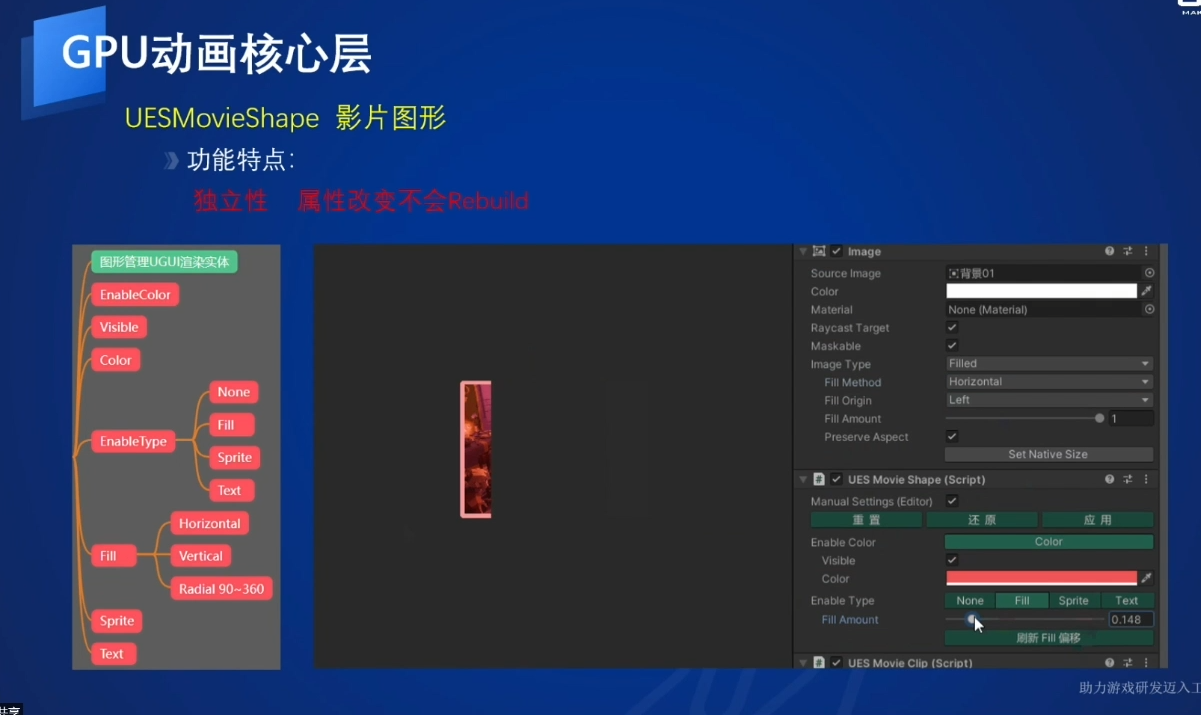 GPU动画核心层
UESMovieShape 影片图形
功能特点：
独立性 属性改变不会Rebuild
图形管理UGUI渲染实体
EnableColor
Visible
Color
EnableType
None
Fill
Sprite
Text
Fill
Horizontal
Vertical
Radial 90~360
Sprite
Text
Image
Source Image 背景01
Color
Material None (Material)
Raycast Target
Maskable
Image Type Filled
Fill Method Horizontal
Fill Origin Left
Fill Amount 1
Preserve Aspect
Set Native Size
# UES Movie Shape (Script)
Manual Settings (Editor)
重 置 还 原 应 用
Enable Color Color
Visible
Color
Enable Type None Fill Sprite Text
Fill Amount 0.148
刷新 Fill 偏移
# UES Movie Clip (Script)
助力游戏研发迈入工
共享